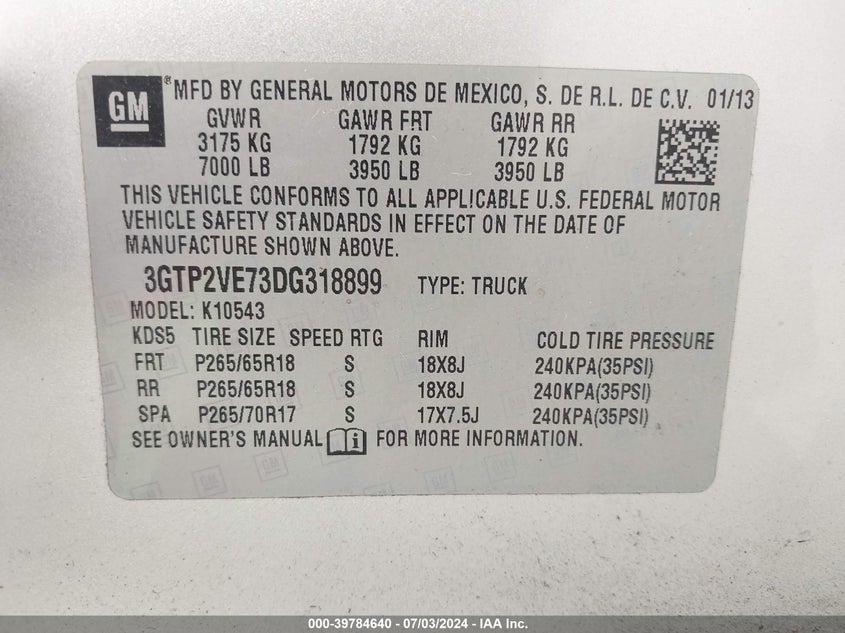 GM ® MFD BY GENERAL MOTORS DE MEXICO, S. DE R.L. DE C.V. 01/13
GVWR GAWR FRT GAWR RR
3175 KG 1792 KG 1792 KG
7000 LB 3950 LB 3950 LB
THIS VEHICLE CONFORMS TO ALL APPLICABLE U.S. FEDERAL MOTOR
VEHICLE SAFETY STANDARDS IN EFFECT ON THE DATE OF
MANUFACTURE SHOWN ABOVE.
3GTP2VE73DG318899 TYPE: TRUCK
MODEL: K10543
KDS5 TIRE SIZE SPEED RTG RIM COLD TIRE PRESSURE
FRT P265/65R18 S 18X8J 240KPA(35PSI)
RR P265/65R18 S 18X8J 240KPA(35PSI)
SPA P265/70R17 S 17X7.5J 240KPA(35PSI)
SEE OWNER'S MANUAL i FOR MORE INFORMATION.
000-39784640 - 07/03/2024 - IAA Inc.